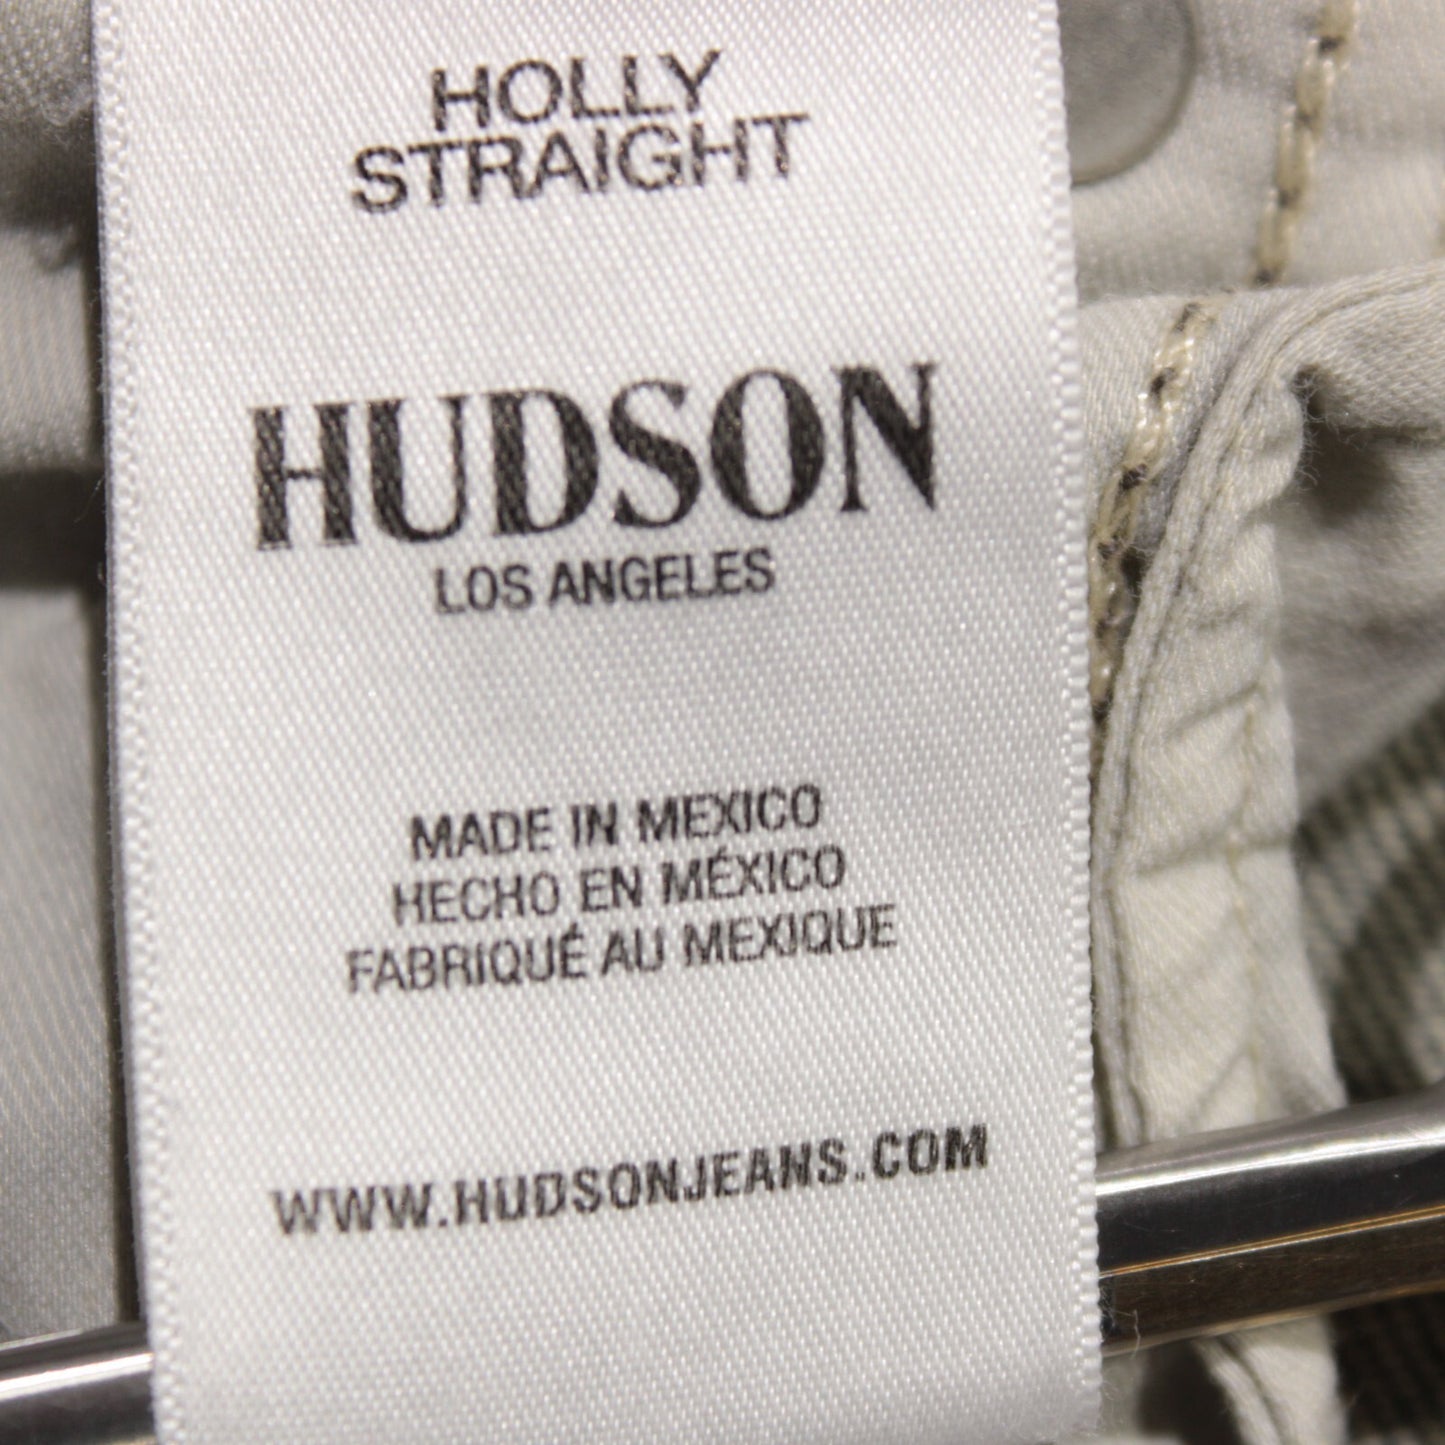 HOLLY
STRAIGHT
HUDSON
LOS ANGELES
MADE IN MEXICO
HECHO EN MÉXICO
FABRIQUÉ AU MEXIQUE
WWW.HUDSONJEANS.COM